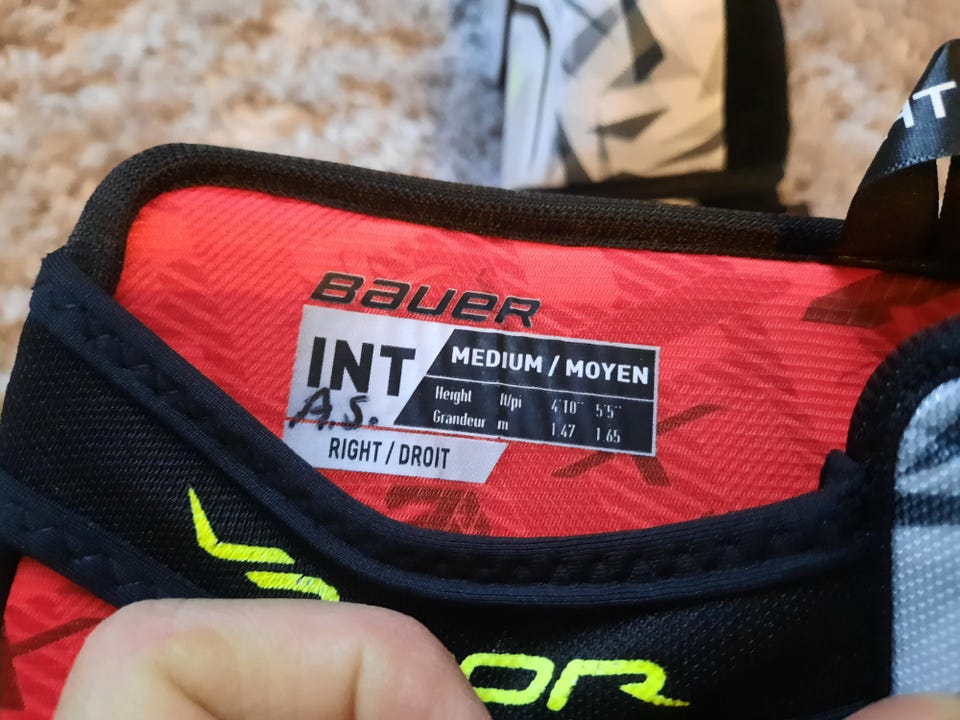 BAUER
INT
A.S.
MEDIUM / MOYEN
Height ft/pi 4'10'' 5'5''
Grandeur m 1.47 1.65
RIGHT / DROIT